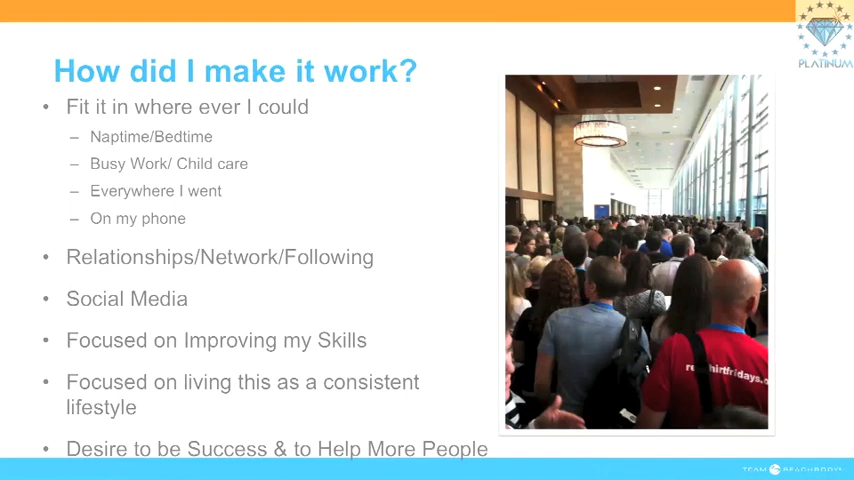 PLATINUM
How did I make it work?
• Fit it in where ever I could
– Naptime/Bedtime
– Busy Work/ Child care
– Everywhere I went
– On my phone
• Relationships/Network/Following
• Social Media
• Focused on Improving my Skills
• Focused on living this as a consistent
lifestyle
• Desire to be Success & to Help More People
TEAM BEACHBODY